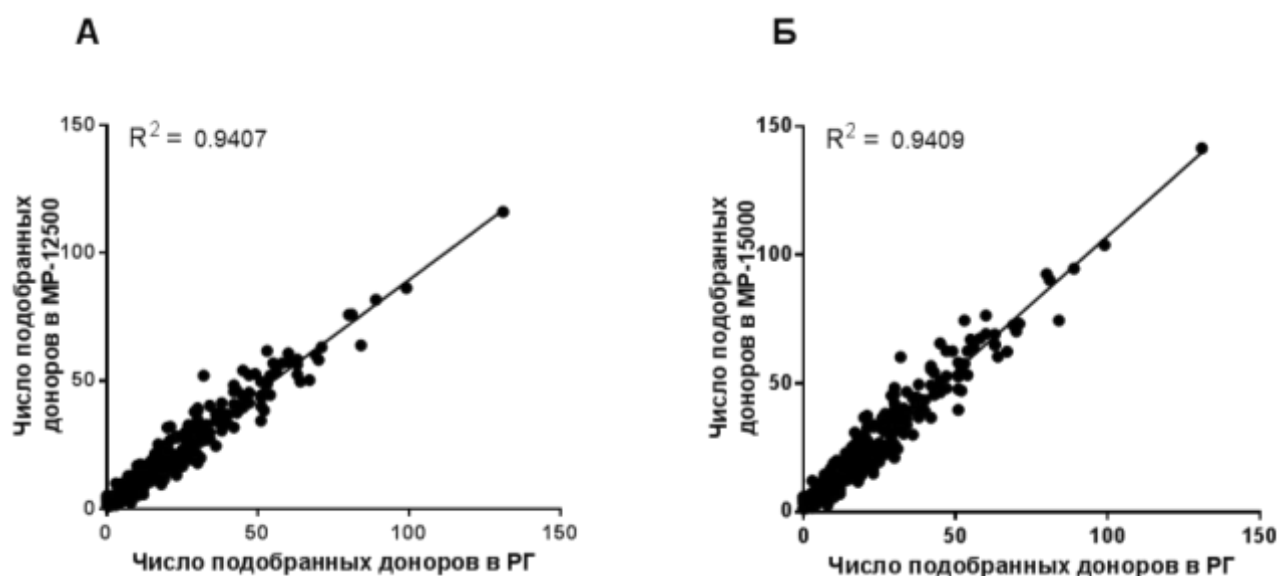 А
R² = 0.9407
150
100
50
0
Число подобранных
доноров в МР-12500
0
50
100
150
Число подобранных доноров в РГ
Б
R² = 0.9409
150
100
50
0
Число подобранных
доноров в МР-15000
0
50
100
150
Число подобранных доноров в РГ